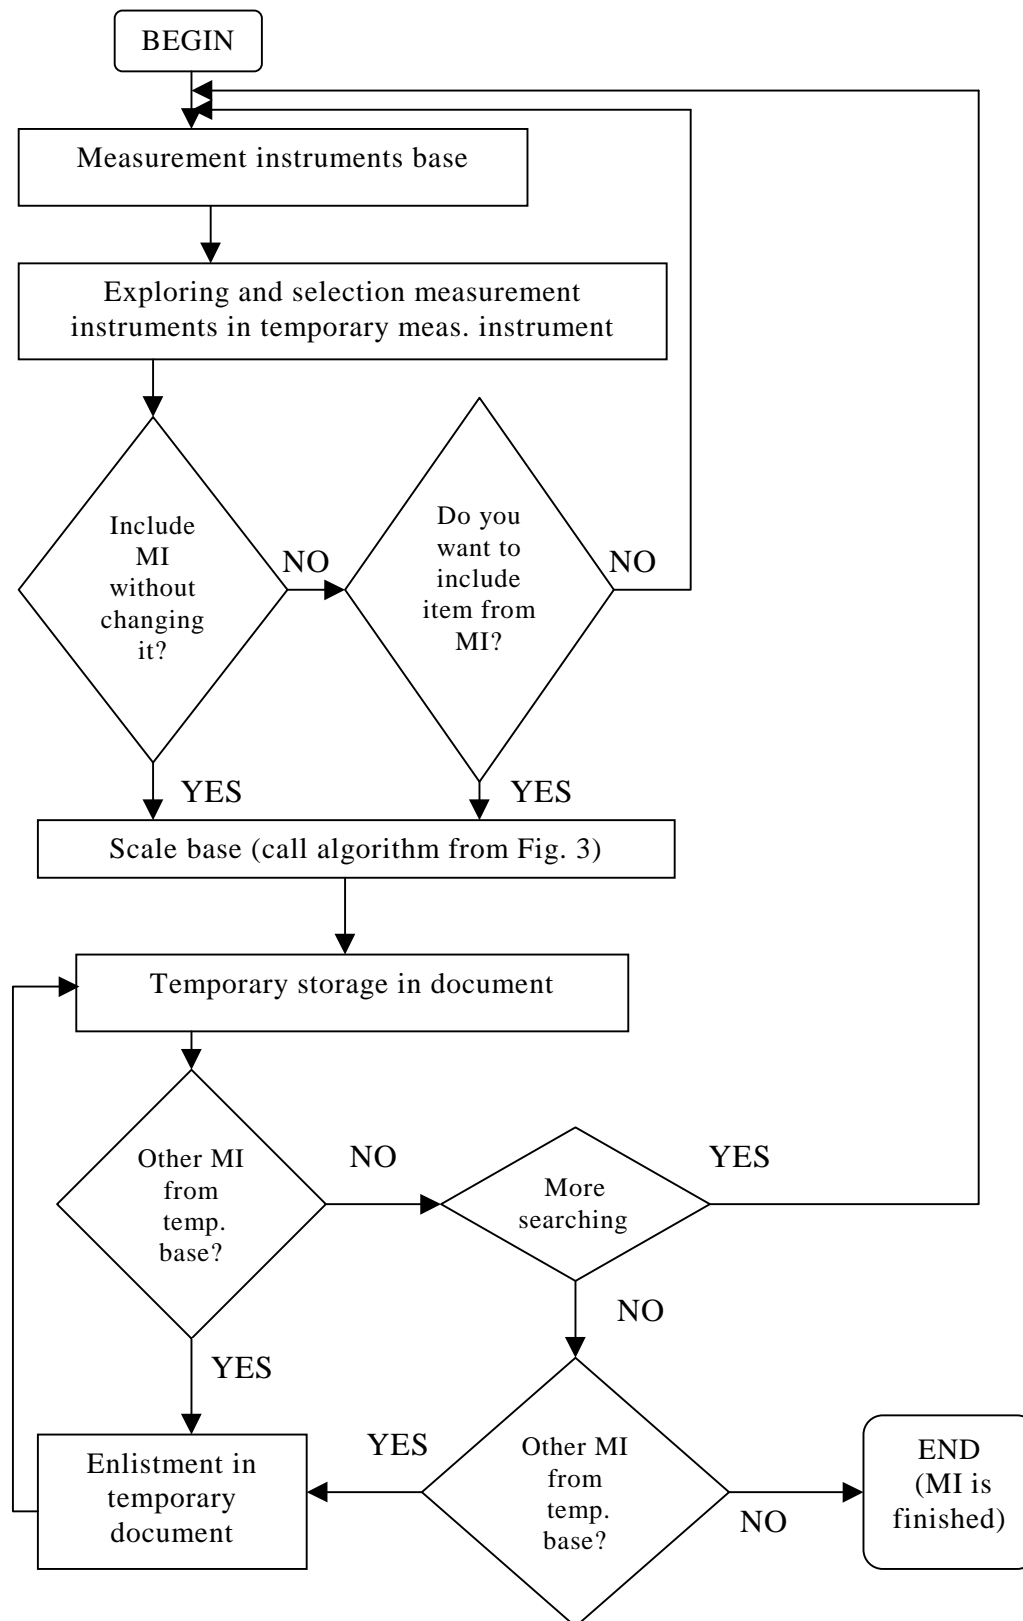 BEGIN
Measurement instruments base
Exploring and selection measurement
instruments in temporary meas. instrument
Include
MI
without
changing
it?
NO
Do you
want to
include
item from
MI?
NO
YES
YES
Scale base (call algorithm from Fig. 3)
Temporary storage in document
Other MI
from
temp.
base?
NO
More
searching
YES
NO
YES
Enlistment in
temporary
document
YES
Other MI
from
temp.
base?
NO
END
(MI is
finished)